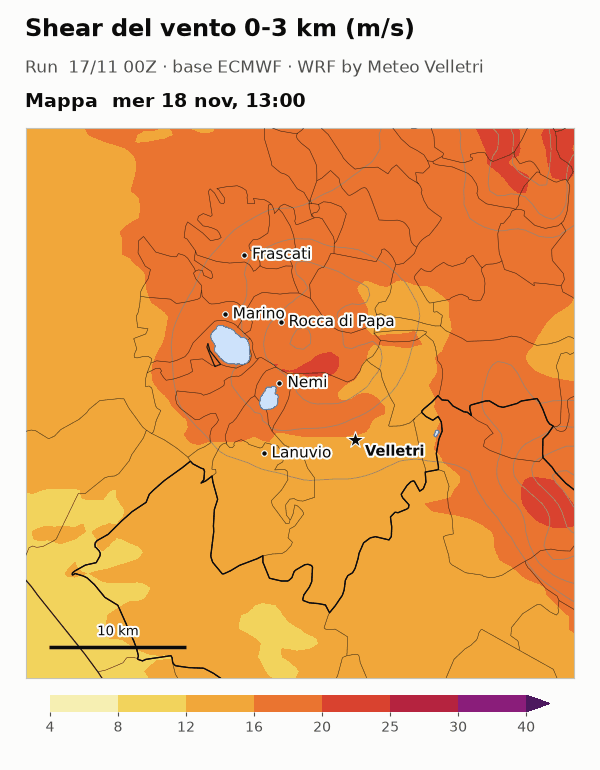 Shear del vento 0-3 km (m/s)
Run  17/11 00Z · base ECMWF · WRF by Meteo Velletri
Mappa  mer 18 nov, 13:00
Frascati
Marino
Rocca di Papa
Nemi
Velletri
Lanuvio
10 km
4 8 12 16 20 25 30 40